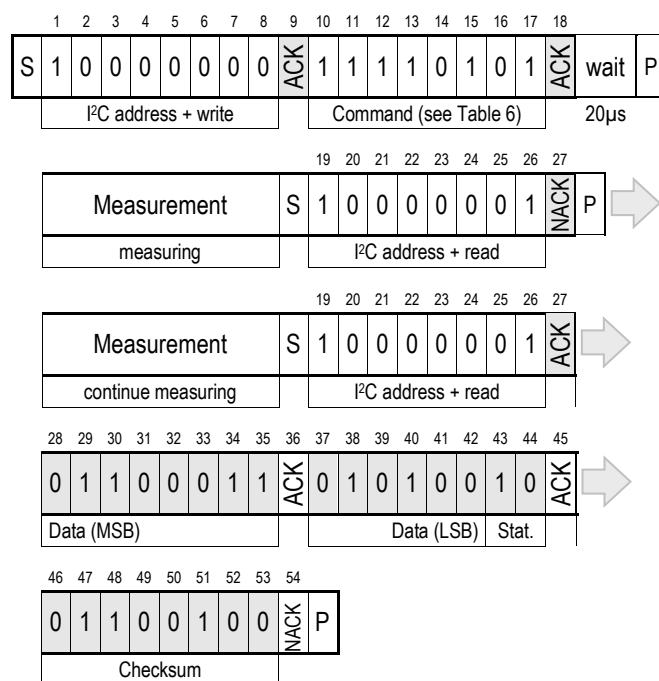 1 2 3 4 5 6 7 8 9 10 11 12 13 14 15 16 17 18
S 1 0 0 0 0 0 0 0 ACK 1 1 1 1 0 1 0 1 ACK wait P
I²C address + write Command (see Table 6) 20µs
19 20 21 22 23 24 25 26 27
Measurement S 1 0 0 0 0 0 0 1 NACK P
measuring I²C address + read
19 20 21 22 23 24 25 26 27
Measurement S 1 0 0 0 0 0 0 1 ACK
continue measuring I²C address + read
28 29 30 31 32 33 34 35 36 37 38 39 40 41 42 43 44 45
0 1 1 0 0 0 1 1 ACK 0 1 0 1 0 0 1 0 ACK
Data (MSB) Data (LSB) Stat.
46 47 48 49 50 51 52 53 54
0 1 1 0 0 1 0 0 NACK P
Checksum